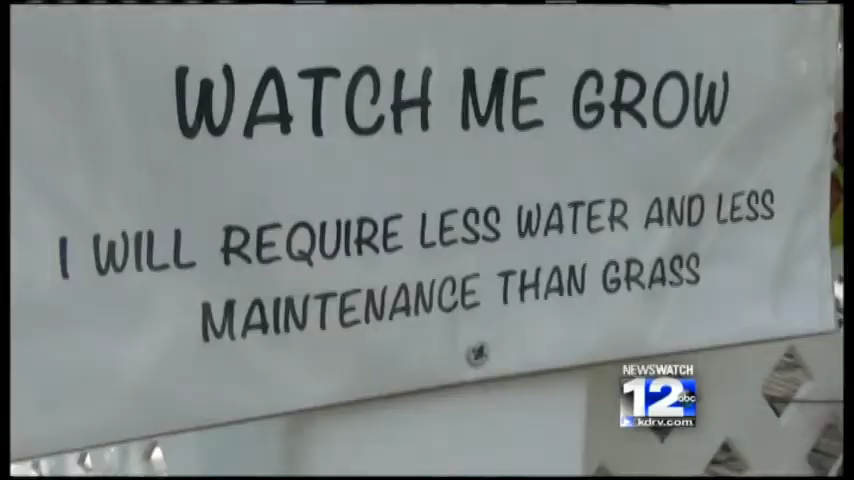 WATCH ME GROW
I WILL REQUIRE LESS WATER AND LESS
MAINTENANCE THAN GRASS
NEWSWATCH
12 abc
kdrv.com